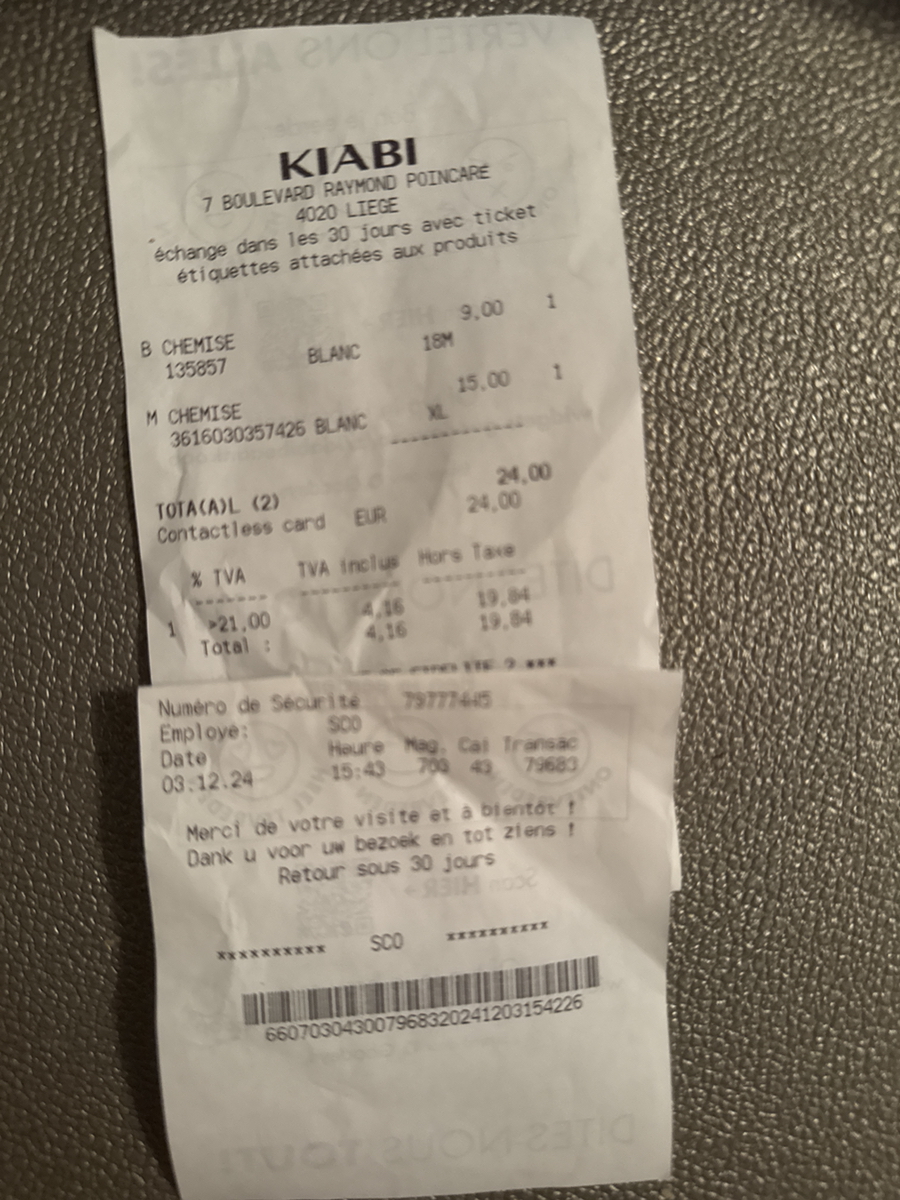 KIABI
7 BOULEVARD RAYMOND POINCARE
4020 LIEGE
échange dans les 30 jours avec ticket
étiquettes attachées aux produits
9,00 1
B CHEMISE
135857 BLANC 18M
15,00 1
M CHEMISE
3616030357426 BLANC XL
24,00
TOTA(A)L (2)
Contactless card EUR 24,00
% TVA TVA inclus Hors Taxe
1 >21,00 4,16 19,84
Total : 4,16 19,84
Numéro de Sécurité 79777445
Employé: SCO
Date Heure Mag. Cai Transac
03.12.24 15:43 703 43 79683
Merci de votre visite et à bientôt !
Dank u voor uw bezoek en tot ziens !
Retour sous 30 jours
xxxxxxxxxx SCO xxxxxxxxxx
660703043007968320241203154226